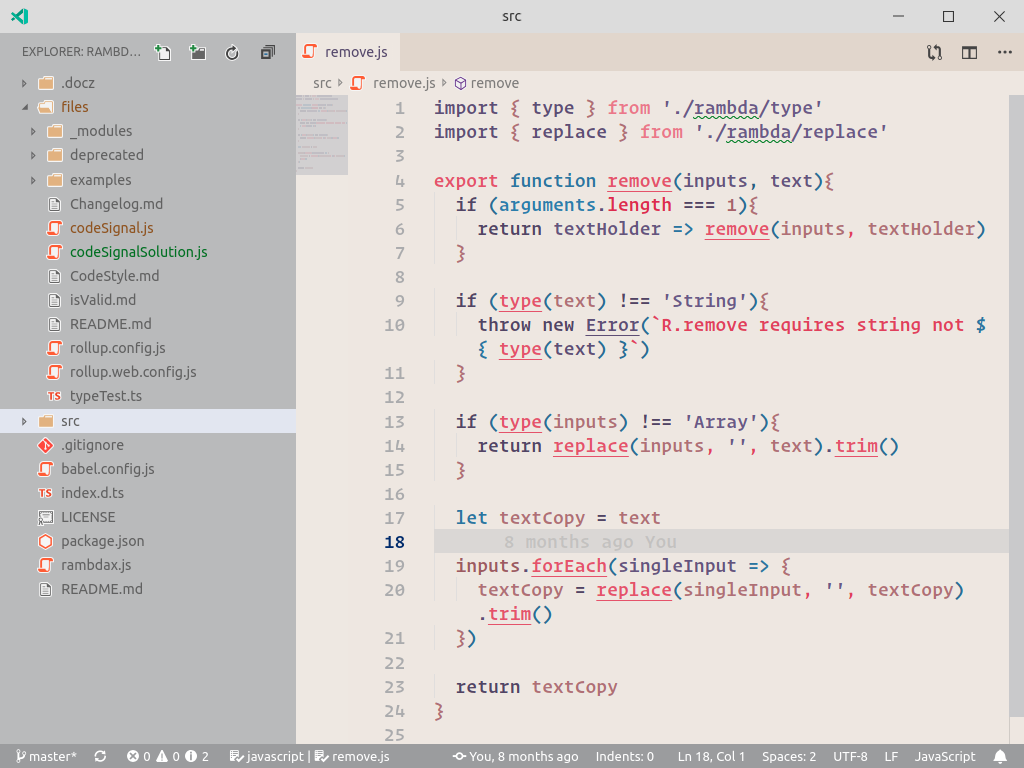 src
EXPLORER: RAMBD...
.docz
files
_modules
deprecated
examples
Changelog.md
codeSignal.js
codeSignalSolution.js
CodeStyle.md
isValid.md
README.md
rollup.config.js
rollup.web.config.js
TS typeTest.ts
src
.gitignore
babel.config.js
TS index.d.ts
LICENSE
package.json
rambdax.js
README.md
remove.js
src remove.js remove
1 import { type } from './rambda/type'
2 import { replace } from './rambda/replace'
3
4 export function remove(inputs, text){
5 if (arguments.length === 1){
6 return textHolder => remove(inputs, textHolder)
7 }
8
9 if (type(text) !== 'String'){
10 throw new Error(`R.remove requires string not $
{ type(text) }`)
11 }
12
13 if (type(inputs) !== 'Array'){
14 return replace(inputs, '', text).trim()
15 }
16
17 let textCopy = text
18 8 months ago You
19 inputs.forEach(singleInput => {
20 textCopy = replace(singleInput, '', textCopy)
.trim()
21 })
22
23 return textCopy
24 }
25
master* 0 0 2 javascript | remove.js You, 8 months ago Indents: 0 Ln 18, Col 1 Spaces: 2 UTF-8 LF JavaScript